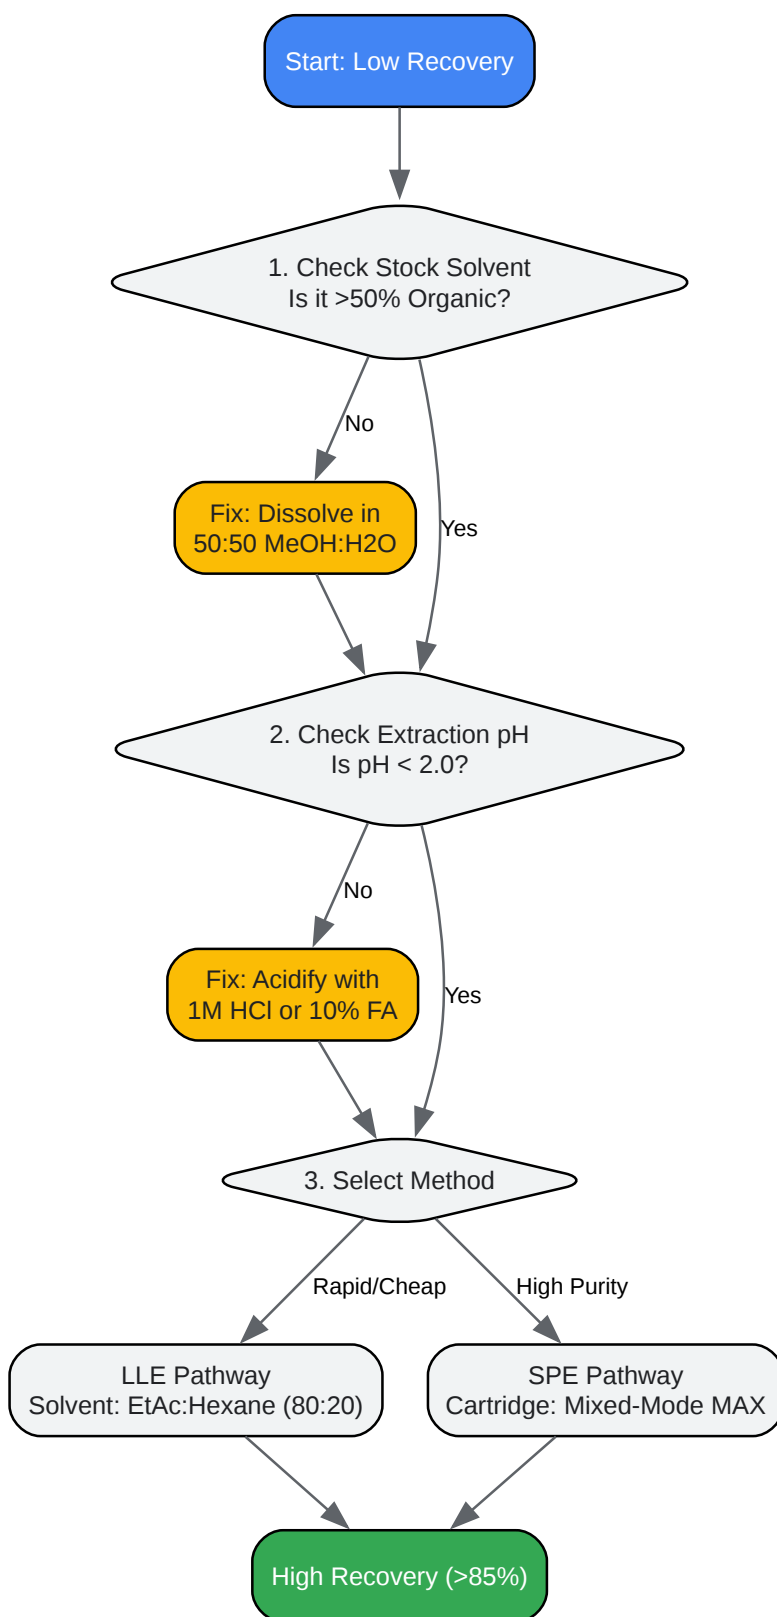 Start: Low Recovery
1. Check Stock Solvent
Is it >50% Organic?
No
Fix: Dissolve in
50:50 MeOH:H2O
Yes
2. Check Extraction pH
Is pH < 2.0?
No
Fix: Acidify with
1M HCl or 10% FA
Yes
3. Select Method
Rapid/Cheap
High Purity
LLE Pathway
Solvent: EtAc:Hexane (80:20)
SPE Pathway
Cartridge: Mixed-Mode MAX
High Recovery (>85%)